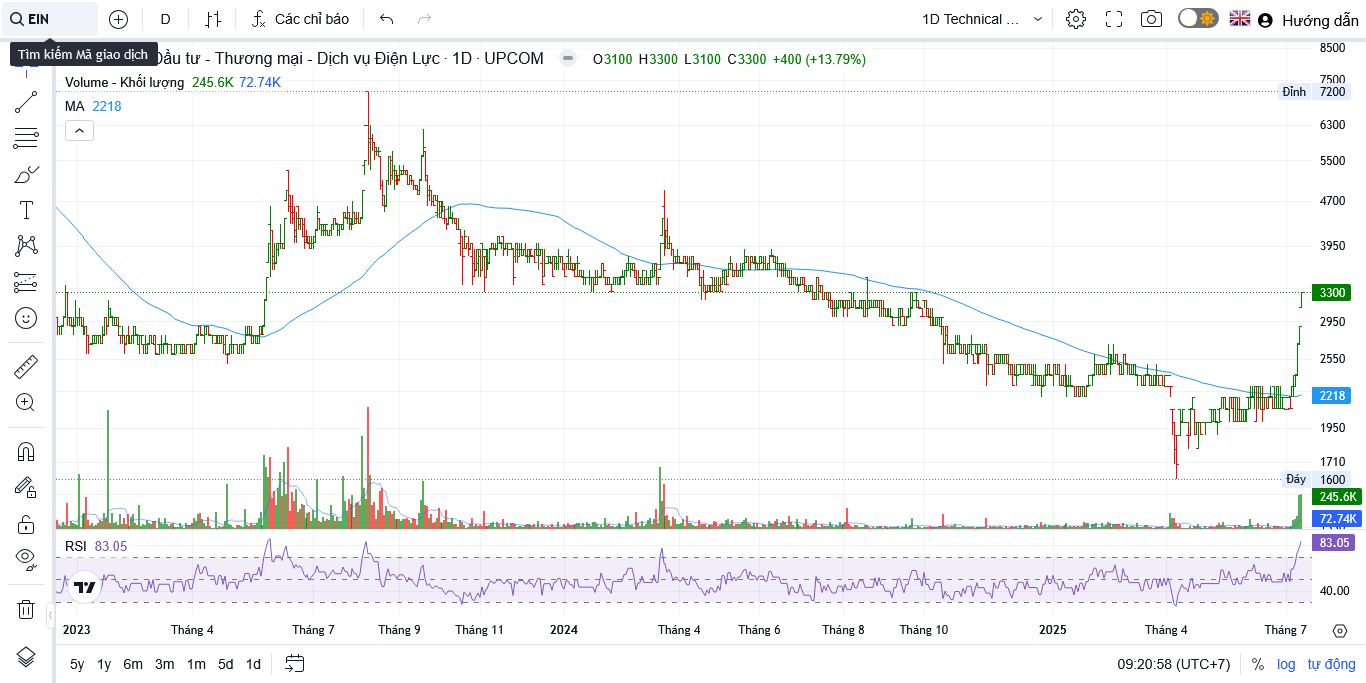 EIN
D
Các chỉ báo
1D Technical ...
Hướng dẫn
Tìm kiếm Mã giao dịch
Đầu tư - Thương mại - Dịch vụ Điện Lực · 1D · UPCOM
O3100 H3300 L3100 C3300 +400 (+13.79%)
Volume - Khối lượng 245.6K 72.74K
MA 2218
8500
7500
Đỉnh 7200
6300
5500
4700
3950
3300
2950
2550
2218
1950
1710
Đáy 1600
245.6K
72.74K
RSI 83.05
83.05
40.00
2023 Tháng 4 Tháng 7 Tháng 9 Tháng 11 2024 Tháng 4 Tháng 6 Tháng 8 Tháng 10 2025 Tháng 4 Tháng 7
5y 1y 6m 3m 1m 5d 1d
09:20:58 (UTC+7) % log tự động